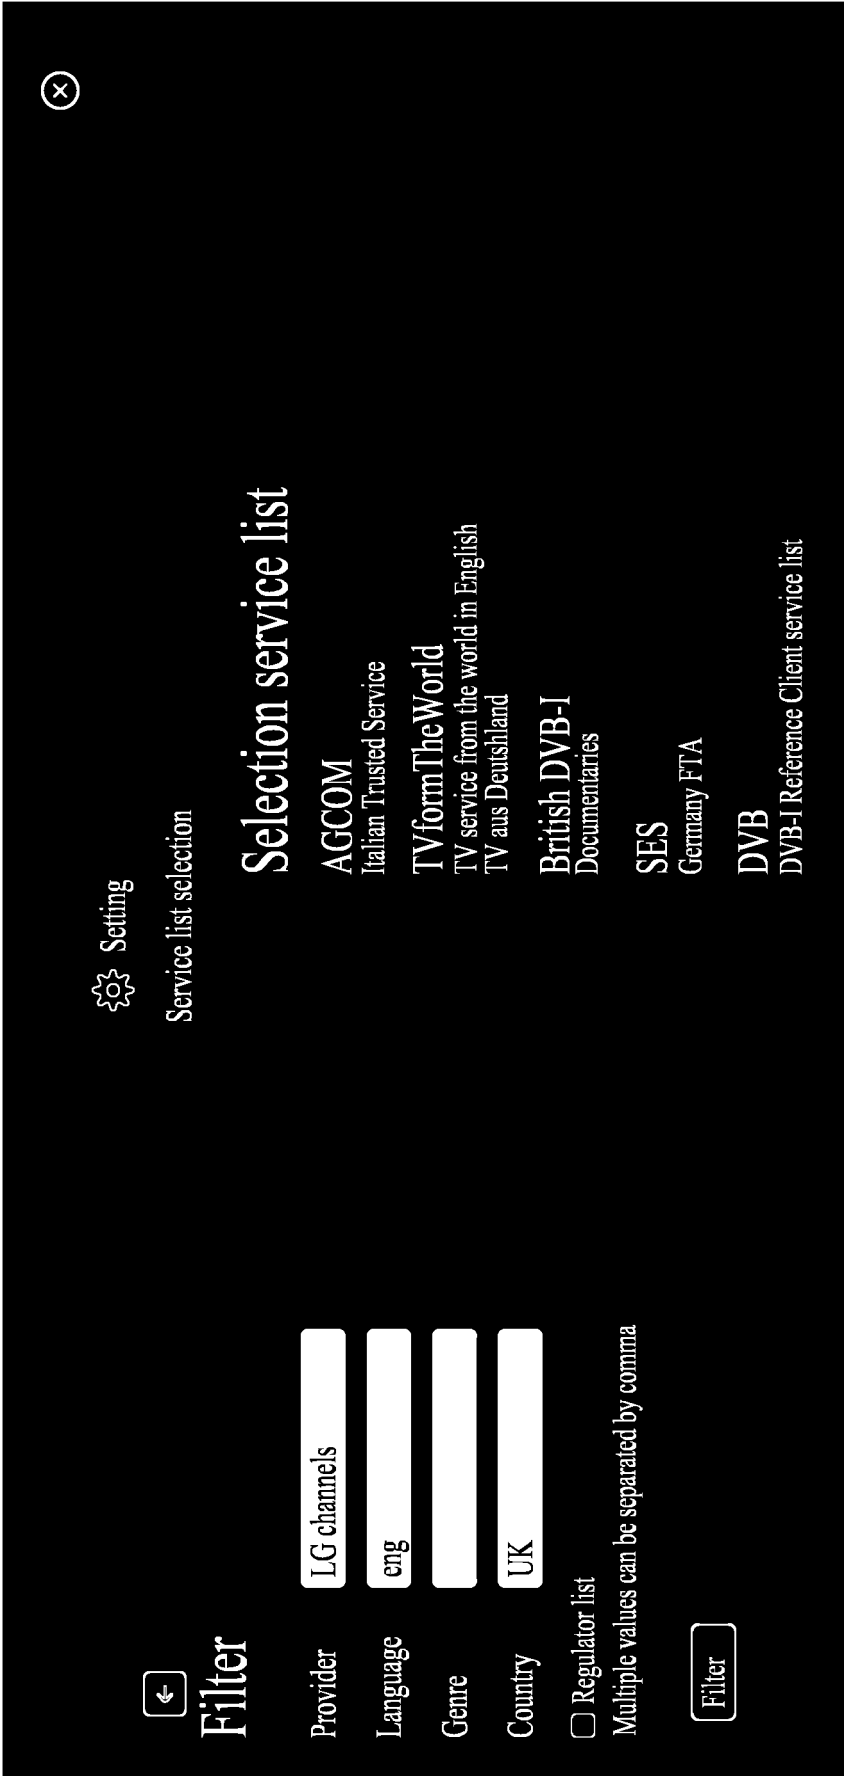 Setting
Service list selection
Filter
Provider
LG channels
Language
eng
Genre
Country
UK
Regulator list
Multiple values can be separated by comma
Filter
Selection service list
AGCOM
Italian Trusted Service
TVformTheWorld
TV service from the world in English
TV aus Deutshland
British DVB-I
Documentaries
SES
Germany FTA
DVB
DVB-I Reference Client service list